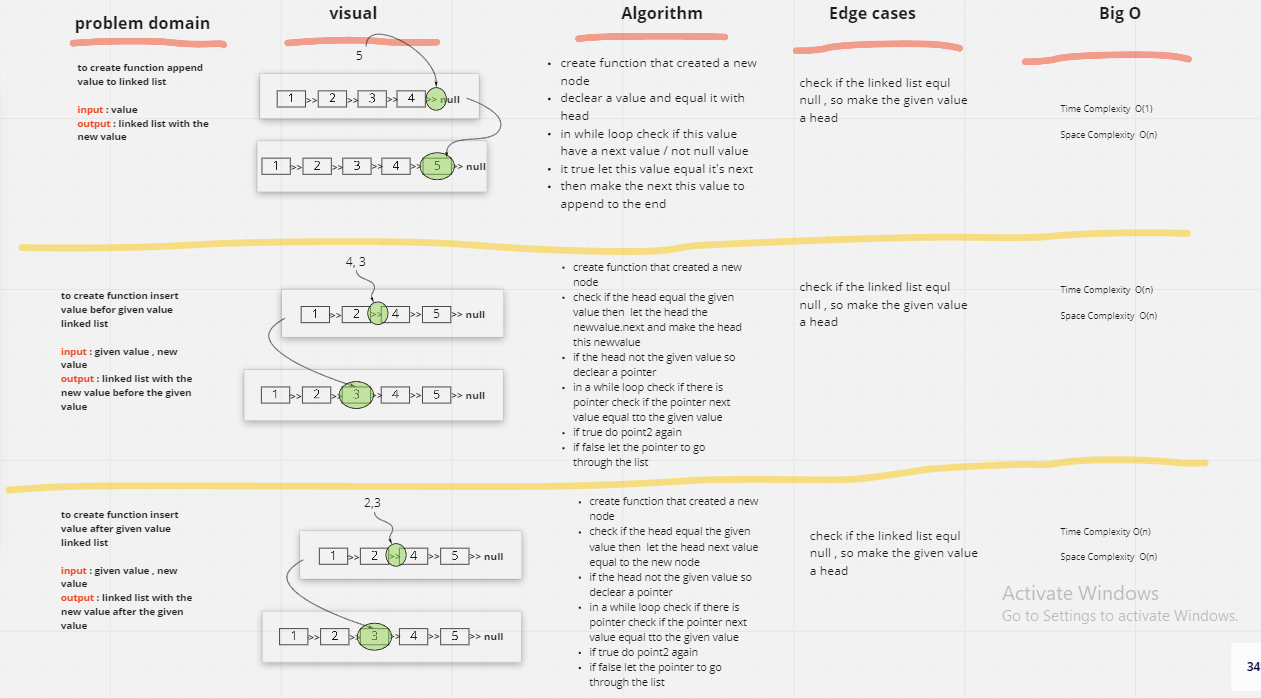 problem domain
visual
Algorithm
Edge cases
Big O
to create function append
value to linked list
input : value
output : linked list with the
new value
5
1 >> 2 >> 3 >> 4 >> null
1 >> 2 >> 3 >> 4 >> 5 >> null
• create function that created a new
node
• declear a value and equal it with
head
• in while loop check if this value
have a next value / not null value
• it true let this value equal it's next
• then make the next this value to
append to the end
check if the linked list equl
null , so make the given value
a head
Time Complexity O(1)
Space Complexity O(n)
to create function insert
value befor given value
linked list
input : given value , new
value
output : linked list with the
new value before the given
value
4, 3
1 >> 2 >> 4 >> 5 >> null
1 >> 2 > 3 > 4 >> 5 >> null
• create function that created a new
node
• check if the head equal the given
value then let the head the
newvalue.next and make the head
this newvalue
• if the head not the given value so
declear a pointer
• in a while loop check if there is
pointer check if the pointer next
value equal tto the given value
• if true do point2 again
• if false let the pointer to go
through the list
check if the linked list equl
null , so make the given value
a head
Time Complexity O(n)
Space Complexity O(n)
to create function insert
value after given value
linked list
input : given value , new
value
output : linked list with the
new value after the given
value
2,3
1 >> 2 >> 4 >> 5 >> null
1 >> 2 > 3 > 4 >> 5 >> null
• create function that created a new
node
• check if the head equal the given
value then let the head next value
equal to the new node
• if the head not the given value so
declear a pointer
• in a while loop check if there is
pointer check if the pointer next
value equal tto the given value
• if true do point2 again
• if false let the pointer to go
through the list
check if the linked list equl
null , so make the given value
a head
Time Complexity O(n)
Space Complexity O(n)
Activate Windows
Go to Settings to activate Windows.
34